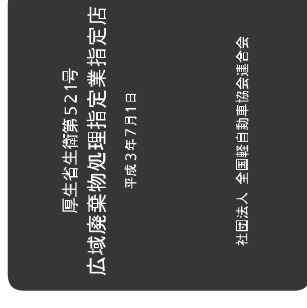 厚生省生衛第521号
広域廃棄物処理指定業指定店
平成3年7月1日
社団法人 全国軽自動車協会連合会